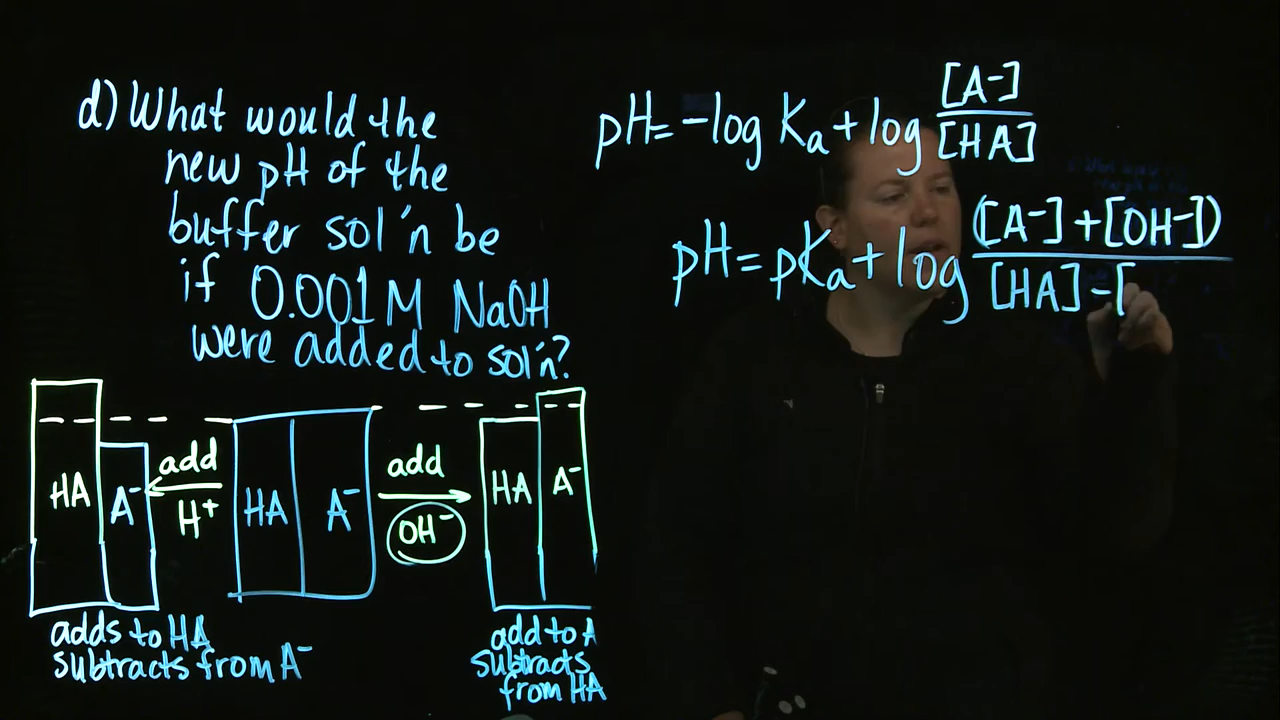 d) What would the
new pH of the
buffer sol'n be
if 0.001M NaOH
were added to sol'n?
pH = -log Ka + log [A-]
[HA]
pH = pKa + log ([A-] + [OH-])
[HA] - [
HA
A-
add
H+
HA
A-
add
OH-
HA
A-
adds to HA
subtracts from A-
add to A
subtracts
from HA